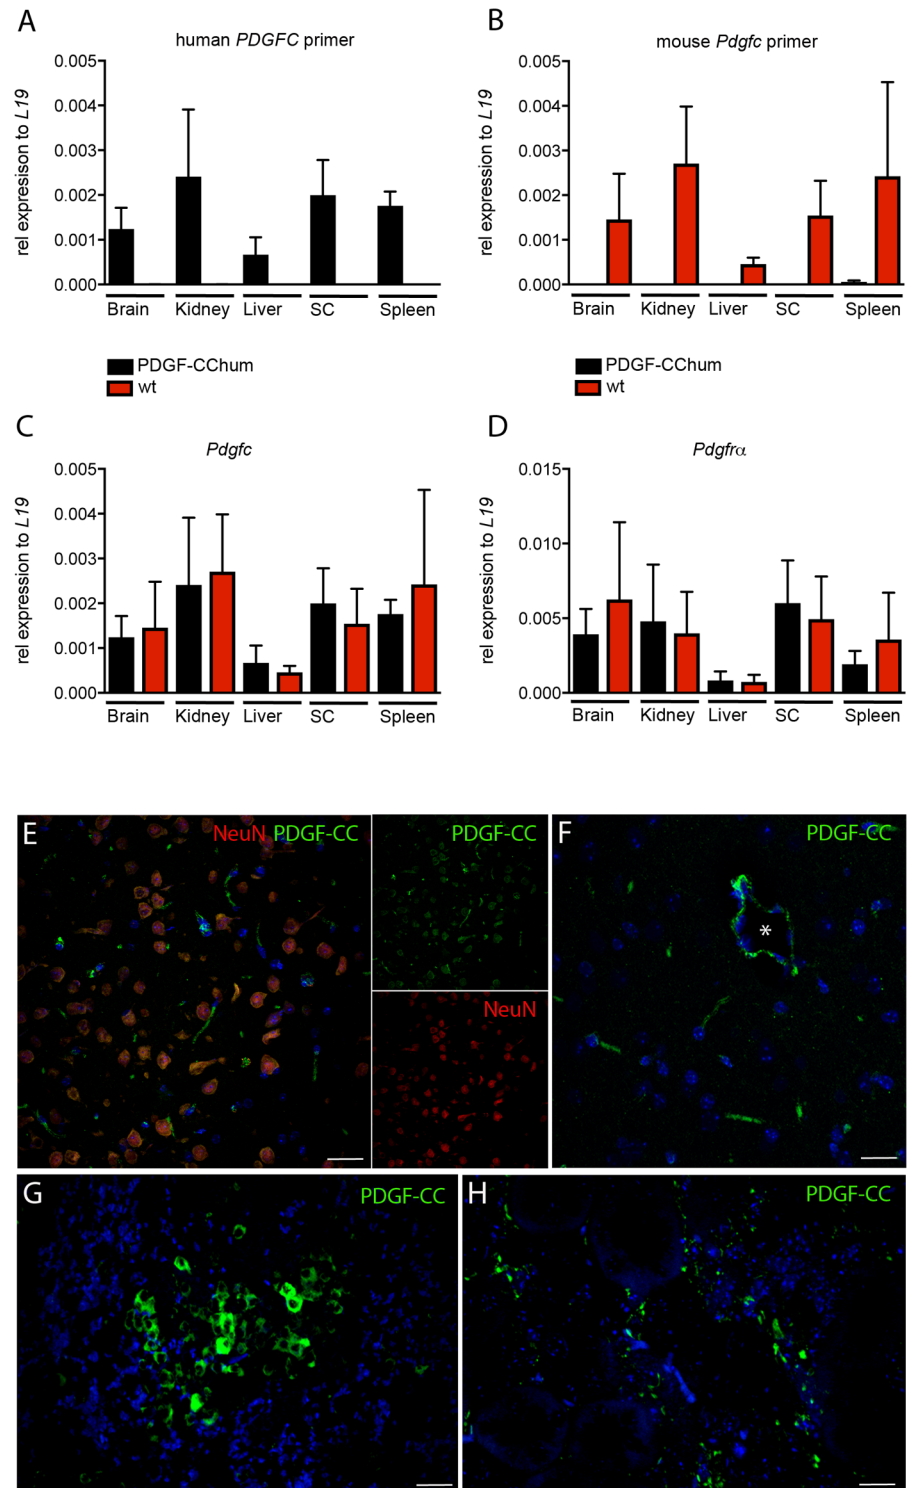 A
human PDGFC primer
rel expresison to L19
0.005
0.004
0.003
0.002
0.001
0.000
Brain Kidney Liver SC Spleen
PDGF-CChum
wt
B
mouse Pdgfc primer
rel expression to L19
0.005
0.004
0.003
0.002
0.001
0.000
Brain Kidney Liver SC Spleen
PDGF-CChum
wt
C
Pdgfc
rel expression to L19
0.005
0.004
0.003
0.002
0.001
0.000
Brain Kidney Liver SC Spleen
D
Pdgfrα
rel expression to L19
0.015
0.010
0.005
0.000
Brain Kidney Liver SC Spleen
E
NeuN PDGF-CC
PDGF-CC
NeuN
F
PDGF-CC
*
G
PDGF-CC
H
PDGF-CC